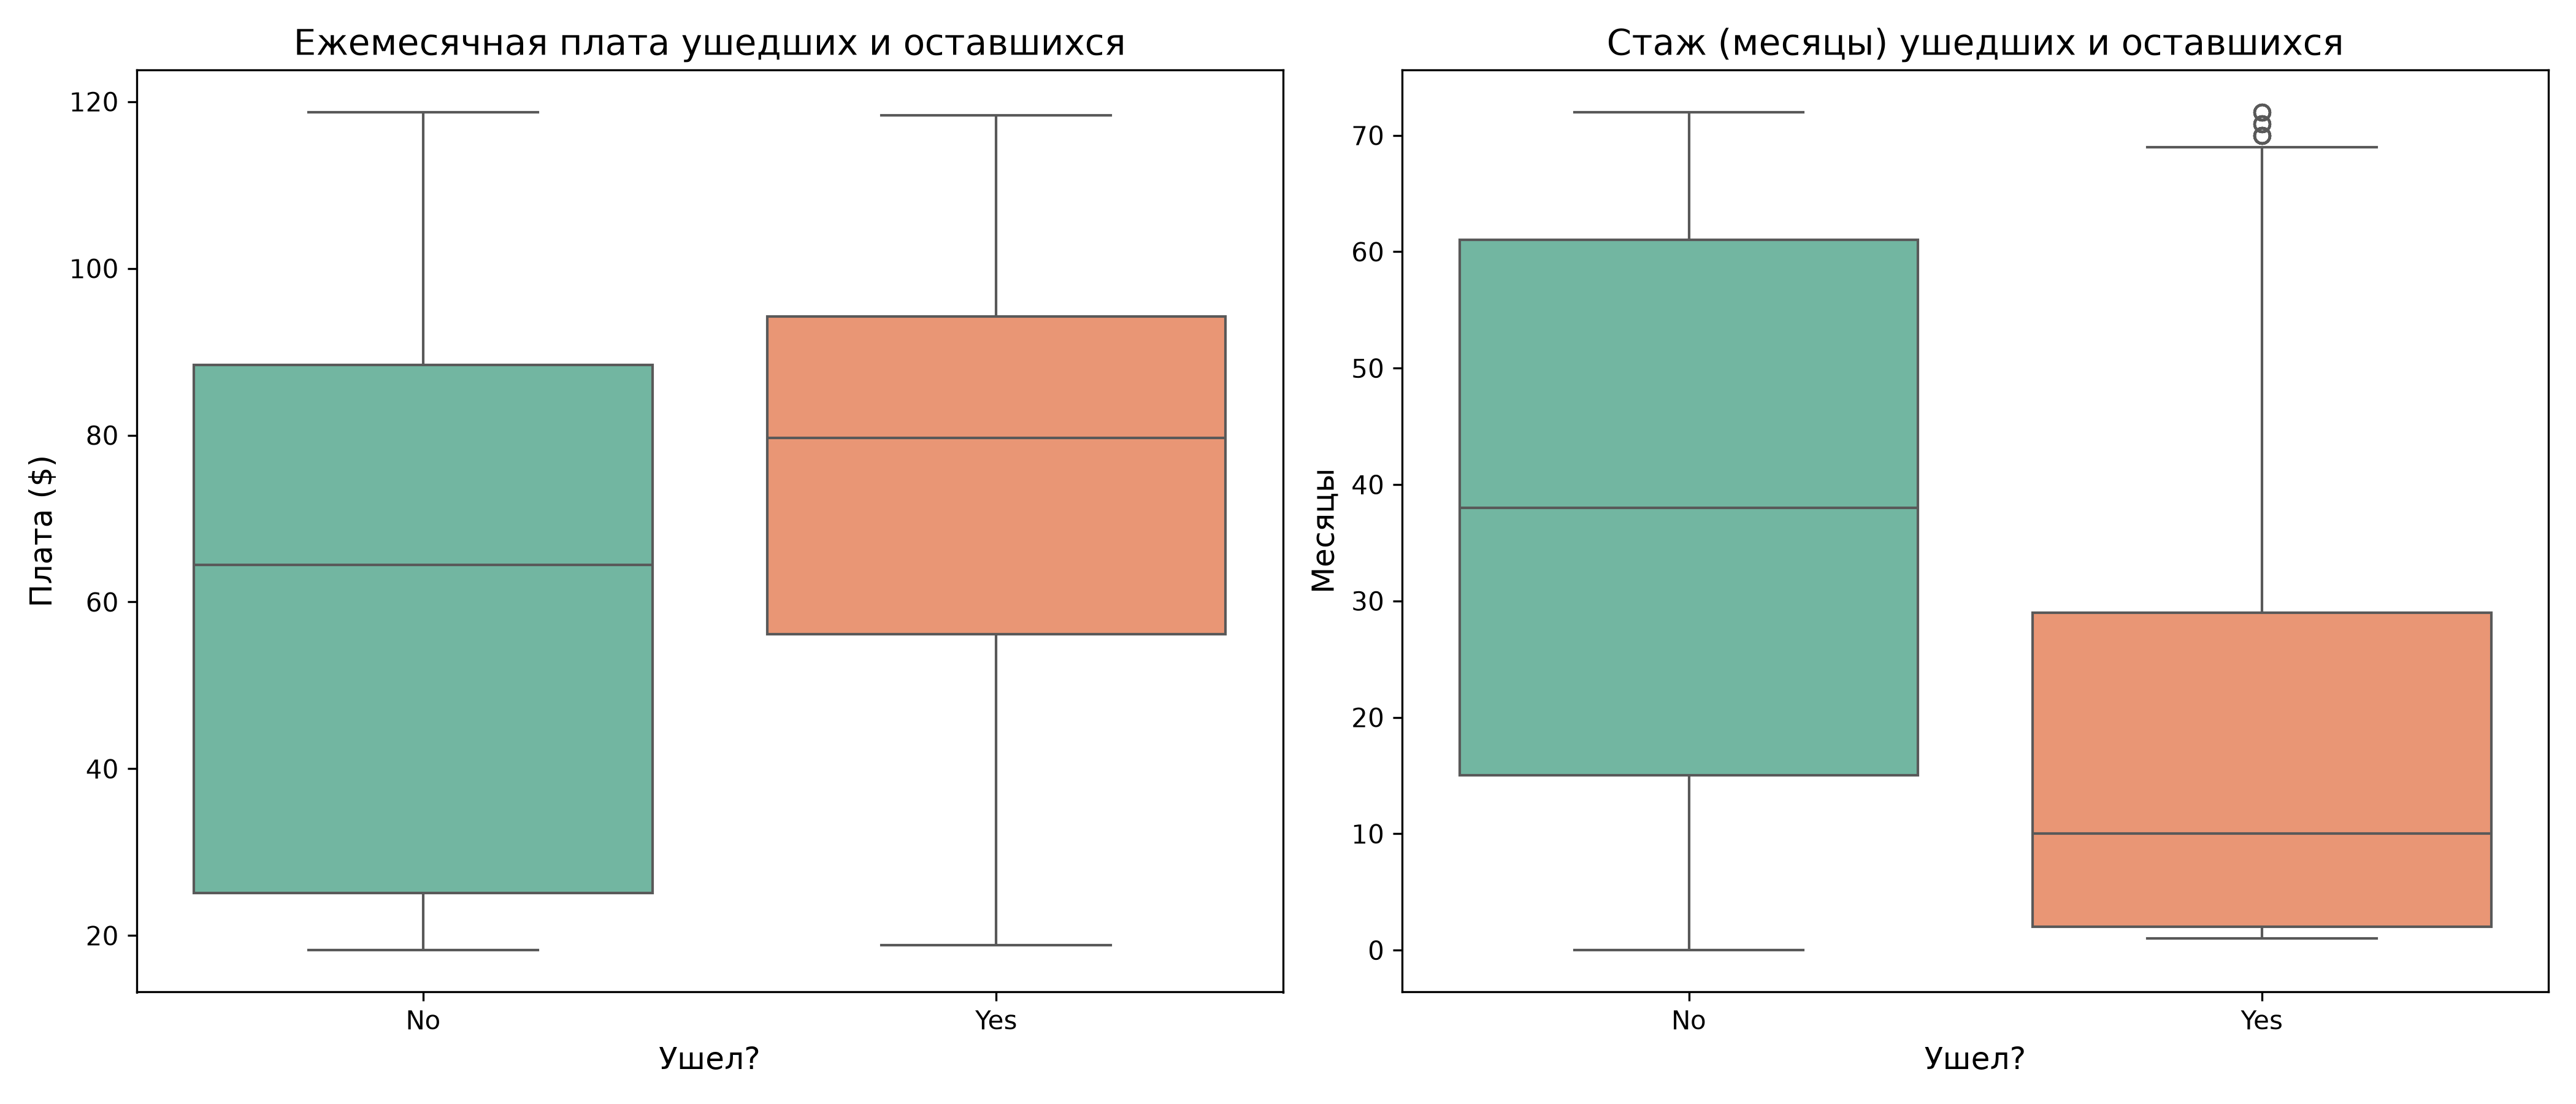 Ежемесячная плата ушедших и оставшихся
120
100
80
60
40
20
Плата ($)
No
Yes
Ушел?
Стаж (месяцы) ушедших и оставшихся
70
60
50
40
30
20
10
0
Месяцы
No
Yes
Ушел?